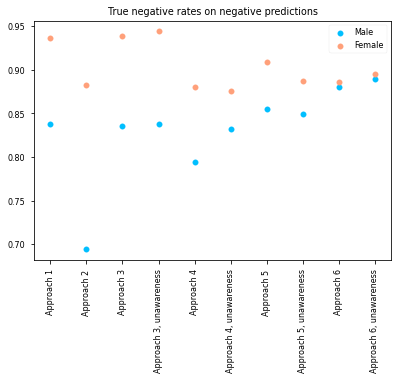 True negative rates on negative predictions
Male
Female
0.95
0.90
0.85
0.80
0.75
0.70
Approach 1
Approach 2
Approach 3
Approach 3, unawareness
Approach 4
Approach 4, unawareness
Approach 5
Approach 5, unawareness
Approach 6
Approach 6, unawareness